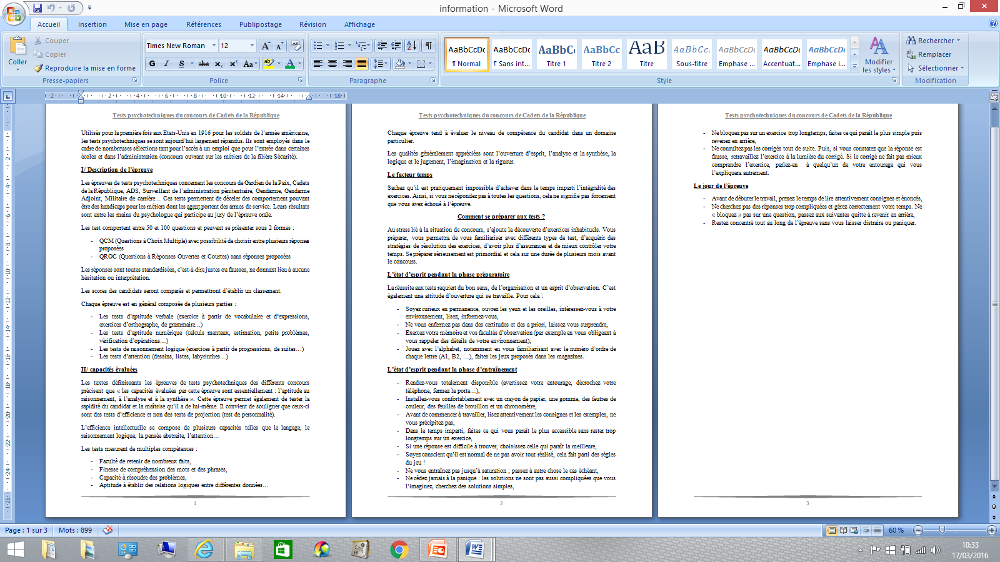 information - Microsoft Word
Accueil Insertion Mise en page Références Publipostage Révision Affichage
Coller
Couper
Copier
Reproduire la mise en forme
Presse-papiers
Times New Roman 12
G I S abc x₂ x² Aa
Police
Paragraphe
AaBbCcDc AaBbCcDc AaBbCc AaBbCc AaB AaBbCc. AaBbCcDc AaBbCcDc AaBbCcDc
¶ Normal ¶ Sans int... Titre 1 Titre 2 Titre Sous-titre Emphase ... Accentuat... Emphase i...
Style
Modifier
les styles
Rechercher
Remplacer
Sélectionner
Modification
Tests psychotechniques du concours de Cadets de la République
Utilisés pour la première fois aux Etats-Unis en 1916 pour les soldats de l’armée américaine,
les tests psychotechniques se sont aujourd’hui largement répandus. Ils sont employés dans le
cadre de nombreuses sélections tant pour l’accès à un emploi que pour l’entrée dans certaines
écoles et dans l’administration (concours ouvrant sur les métiers de la filière Sécurité).
I/ Description de l’épreuve
Les épreuves de tests psychotechniques concernent les concours de Gardien de la Paix, Cadets
de la République, ADS, Surveillant de l’administration pénitentiaire, Gendarme, Gendarme
Adjoint, Militaire de carrière… Ces tests permettent de déceler des comportement pouvant
être des handicaps pour les métiers dont les agent portent des armes de service. Leurs résultats
sont entre les mains du psychologue qui participe au jury de l’épreuve orale.
Les test comportent entre 50 et 100 questions et peuvent se présenter sous 2 formes :
- QCM (Questions à Choix Multiple) avec possibilité de choisir entre plusieurs réponses
proposées
- QROC (Questions à Réponses Ouvertes et Courtes) sans réponses proposées
Les réponses sont toutes standardisées, c’est-à-dire justes ou fausses, ne donnant lieu à aucune
hésitation ou interprétation.
Les scores des candidats seront comparés et permettront d’établir un classement.
Chaque épreuve est en général composée de plusieurs parties :
- Les tests d’aptitude verbale (exercice à partir de vocabulaire et d’expressions,
exercices d’orthographe, de grammaire…)
- Les tests d’aptitude numérique (calculs mentaux, estimation, petits problèmes,
vérification d’opérations…)
- Les tests de raisonnement logique (exercices à partir de progressions, de suites…)
- Les tests d’attention (dessins, listes, labyrinthes…)
II/ capacités évaluées
Les textes définissants les épreuves de tests psychotechniques des différents concours
précisent que « les capacités évaluées par cette épreuve sont essentiellement : l’aptitude au
raisonnement, à l’analyse et à la synthèse ». Cette épreuve permet également de tester la
rapidité du candidat et la maîtrise qu’il a de lui-même. Il convient de souligner que ceux-ci
sont des tests d’efficience et non des tests de projection (test de personnalité).
L’efficience intellectuelle se compose de plusieurs capacités telles que le langage, le
raisonnement logique, la pensée abstraite, l’attention…
Les tests mesurent de multiples compétences :
- Faculté de retenir de nombreux faits,
- Finesse de compréhension des mots et des phrases,
- Capacité à résoudre des problèmes,
- Aptitude à établir des relations logiques entre différentes données…
1
Tests psychotechniques du concours de Cadets de la République
Chaque épreuve tend à évaluer le niveau de compétence du candidat dans un domaine
particulier.
Les qualités généralement appréciées sont l’ouverture d’esprit, l’analyse et la synthèse, la
logique et le jugement, l’imagination et la rigueur.
Le facteur temps
Sachez qu’il est pratiquement impossible d’achever dans le temps imparti l’intégralité des
exercices. Ainsi, si vous ne répondez pas à toutes les questions, cela ne signifie pas forcement
que vous avez échoué à l’épreuve.
Comment se préparer aux tests ?
Au stress lié à la situation de concours, s’ajoute la découverte d’exercices inhabituels. Vous
préparer, vous permettra de vous familiariser avec différents types de test, d’acquérir des
stratégies de résolution des exercices, d’avoir plus d’assurances et de mieux contrôler votre
temps. Se préparer sérieusement est primordial et cela sur une durée de plusieurs mois avant
le concours.
L’état d’esprit pendant la phase préparatoire
La réussite aux tests requiert du bon sens, de l’organisation et un esprit d’observation. C’est
également une attitude d’ouverture qui se travaille. Pour cela :
- Soyez curieux en permanence, ouvrez les yeux et les oreilles, intéressez-vous à votre
environnement, lisez, informez-vous,
- Ne vous enfermez pas dans des certitudes et des a priori, laissez vous surprendre,
- Exercez votre mémoire et vos facultés d’observation (par exemple en vous obligeant à
vous rappeler des détails de votre environnement),
- Jouez avec l’alphabet, notamment en vous familiarisant avec le numéro d’ordre de
chaque lettre (A1, B2, …), faites les jeux proposés dans les magazines.
L’état d’esprit pendant la phase d’entraînement
- Rendez-vous totalement disponible (avertissez votre entourage, décrochez votre
téléphone, fermez la porte…),
- Installez-vous confortablement avec un crayon de papier, une gomme, des feutres de
couleur, des feuilles de brouillon et un chronomètre,
- Avant de commencer à travailler, lisez attentivement les consignes et les exemples, ne
vous précipitez pas,
- Dans le temps imparti, faites ce qui vous paraît le plus accessible sans rester trop
longtemps sur un exercice,
- Si une réponse est difficile à trouver, choisissez celle qui paraît la meilleure,
- Soyez conscient qu’il est normal de ne pas avoir tout réalisé, cela fait parti des règles
du jeu !
- Ne vous entraînez pas jusqu’à saturation ; passez à autre chose le cas échéant,
- Ne cédez jamais à la panique : les solutions ne sont pas aussi compliquées que vous
l’imaginez, cherchez des solutions simples,
2
Tests psychotechniques du concours de Cadets de la République
- Ne bloquez pas sur un exercice trop longtemps, faites ce qui paraît le plus simple puis
revenez en arrière,
- Ne consultez pas les corrigés tout de suite. Puis, si vous constatez que la réponse est
fausse, retravaillez l’exercice à la lumière du corrigé. Si le corrigé ne fait pas mieux
comprendre l’exercice, parlez-en à quelqu’un de votre entourage qui vous
l’expliquera autrement.
Le jour de l’épreuve
- Avant de débuter le travail, prenez le temps de lire attentivement consignes et énoncés,
- Ne cherchez pas des réponses trop compliquées et gérez correctement votre temps. Ne
« bloquez » pas sur une question, passez aux suivantes quitte à revenir en arrière,
- Restez concentré tout au long de l’épreuve sans vous laisser distraire ou paniquer.
3
Page : 1 sur 3 Mots : 899 60 %
10:33
17/03/2016